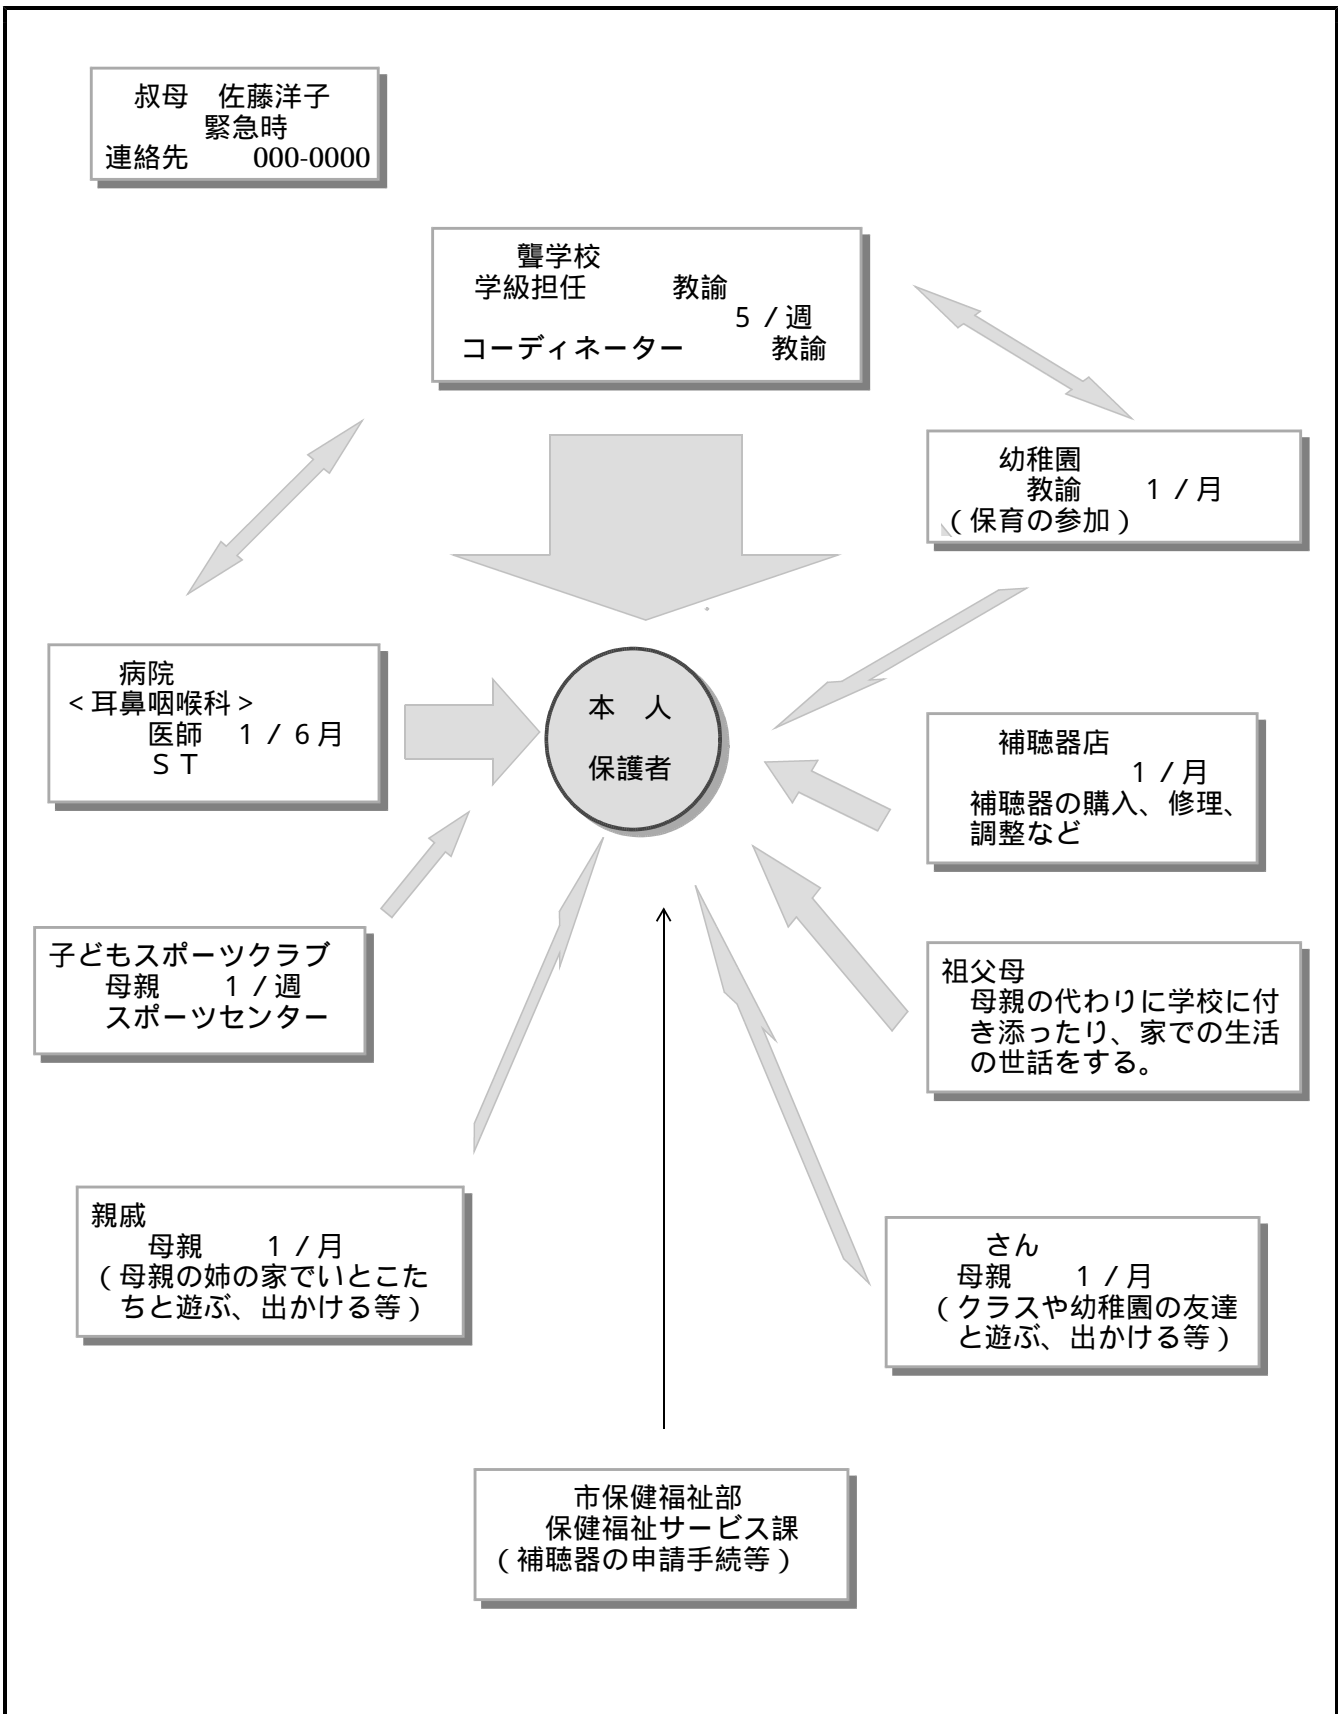 叔母　佐藤洋子
緊急時
連絡先　　000-0000
聾学校
学級担任　　　教諭
5／週
コーディネーター　　　教諭
幼稚園
教諭　　1／月
（保育の参加）
病院
<耳鼻咽喉科>
医師　1／6月
ＳＴ
本　人
保護者
補聴器店
1／月
補聴器の購入、修理、
調整など
子どもスポーツクラブ
母親　　1／週
スポーツセンター
祖父母
母親の代わりに学校に付
き添ったり、家での生活
の世話をする。
親戚
母親　　1／月
（母親の姉の家でいとこた
ちと遊ぶ、出かける等）
さん
母親　　1／月
（クラスや幼稚園の友達
と遊ぶ、出かける等）
市保健福祉部
保健福祉サービス課
（補聴器の申請手続等）